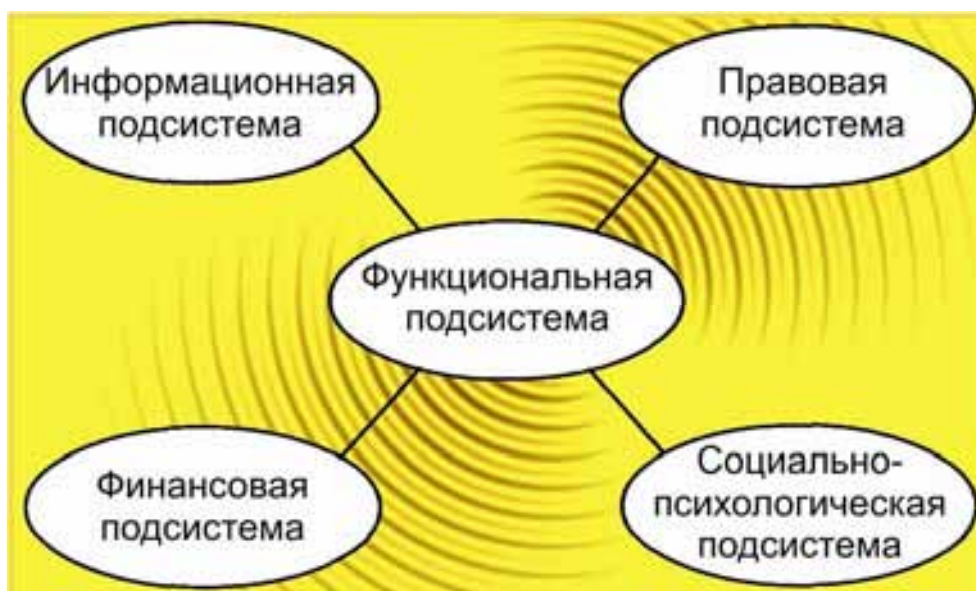 Информационная
подсистема
Правовая
подсистема
Функциональная
подсистема
Финансовая
подсистема
Социально-
психологическая
подсистема